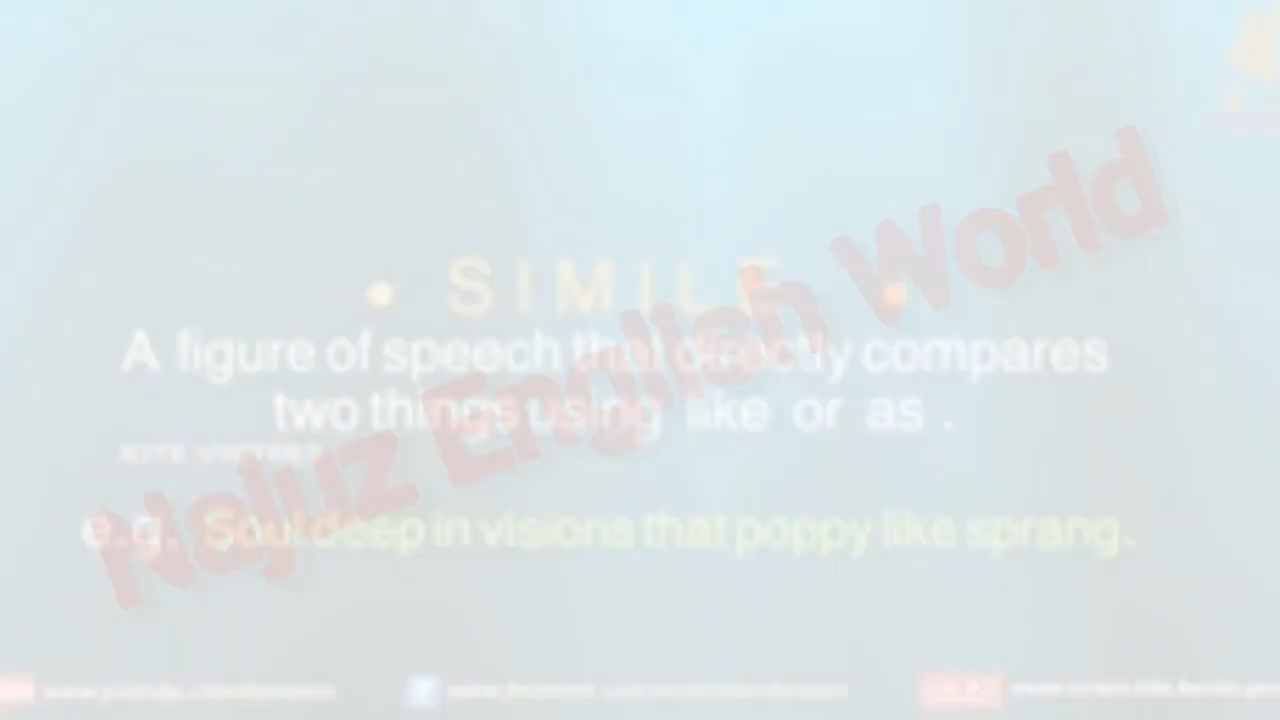 SIMILE
A figure of speech that directly compares
two things using like or as .
e.g. Soul deep in visions that poppy like sprang.
Najuz English World